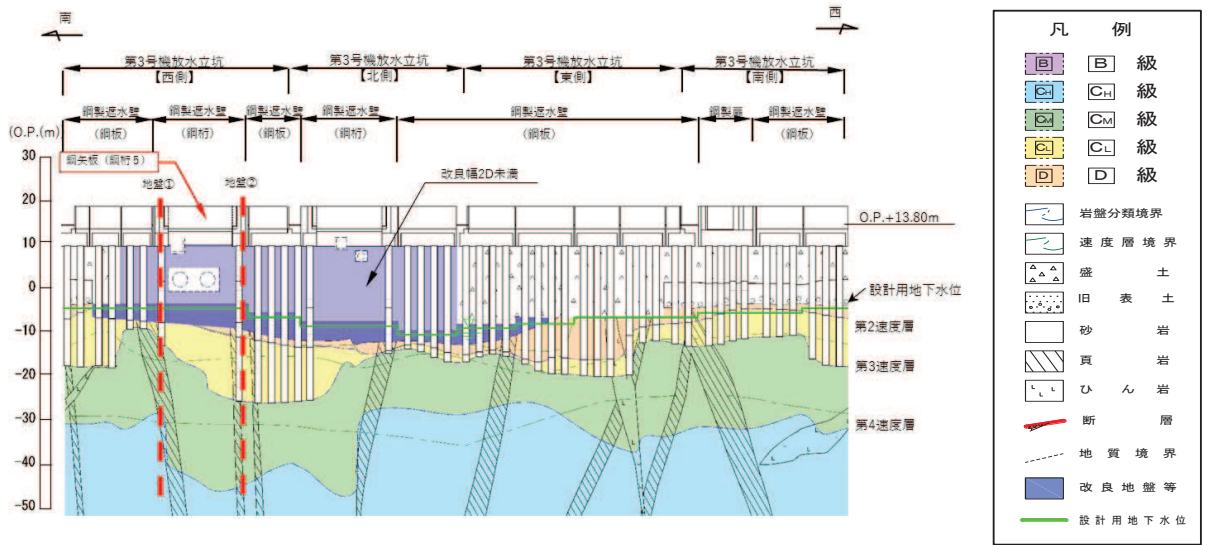 南
西
第3号機放水立坑
【西側】
第3号機放水立坑
【北側】
第3号機放水立坑
【東側】
第3号機放水立坑
【南側】
鋼製遮水壁
(鋼板)
鋼製遮水壁
(鋼桁)
鋼製遮水壁
(鋼板)
鋼製遮水壁
(鋼桁)
鋼製遮水壁
(鋼板)
鋼製扉
鋼製遮水壁
(鋼板)
(O.P.(m)
30
20
10
0
-10
-20
-30
-40
-50
鋼矢板(鋼桁5)
地盤①
地盤②
改良幅2D未満
O.P.+13.80m
設計用地下水位
第2速度層
第3速度層
第4速度層
凡 例
B B 級
CH CH 級
CM CM 級
CL CL 級
D D 級
岩盤分類境界
速度層境界
盛 土
旧 表 土
砂 岩
頁 岩
ひ ん 岩
断 層
地 質 境 界
改 良 地 盤 等
設計用地下水位